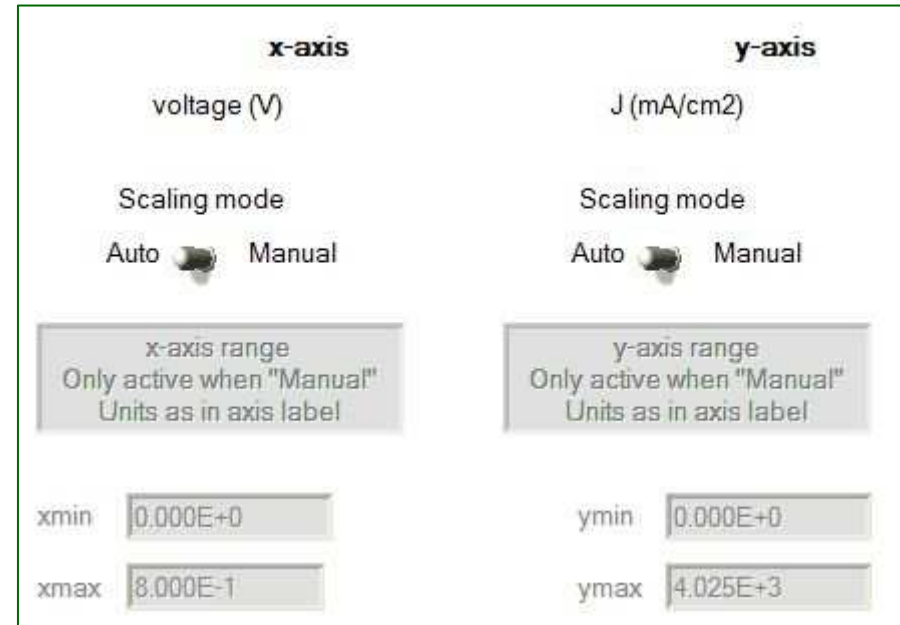 x-axis y-axis
voltage (V) J (mA/cm2)
Scaling mode Scaling mode
Auto Manual Auto Manual
x-axis range y-axis range
Only active when "Manual" Only active when "Manual"
Units as in axis label Units as in axis label
xmin 0.000E+0 ymin 0.000E+0
xmax 8.000E-1 ymax 4.025E+3